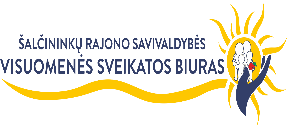 ŠALČININKŲ RAJONO SAVIVALDYBĖS
VISUOMENĖS SVEIKATOS BIURAS